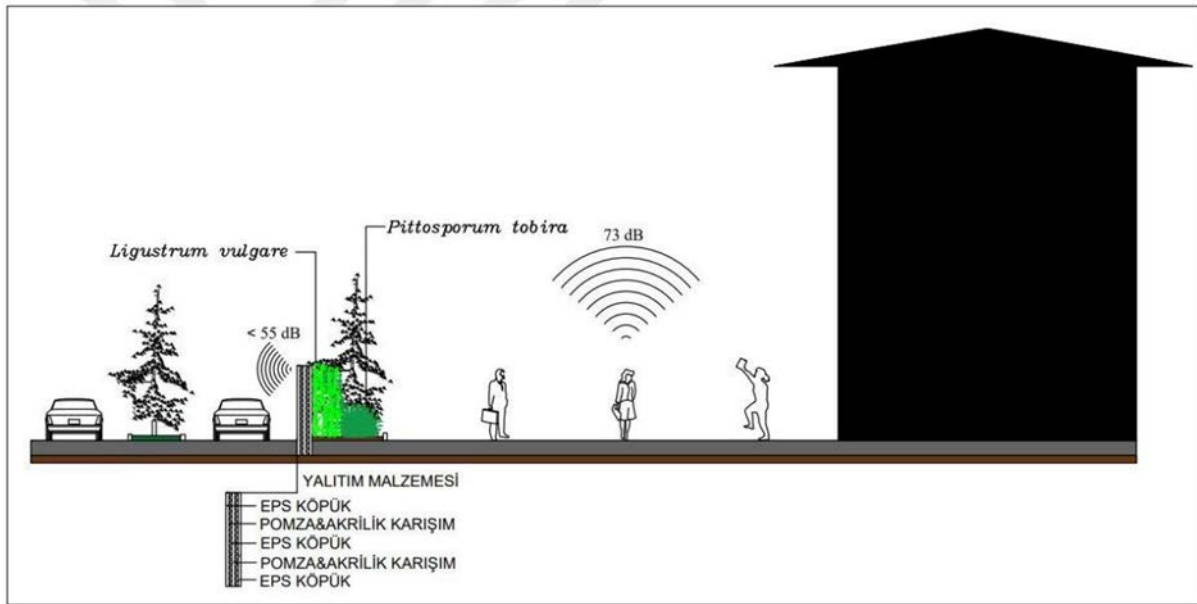 Pittosporum tobira
73 dB
Ligustrum vulgare
< 55 dB
YALITIM MALZEMESİ
EPS KÖPÜK
POMZA&AKRİLİK KARIŞIM
EPS KÖPÜK
POMZA&AKRİLİK KARIŞIM
EPS KÖPÜK